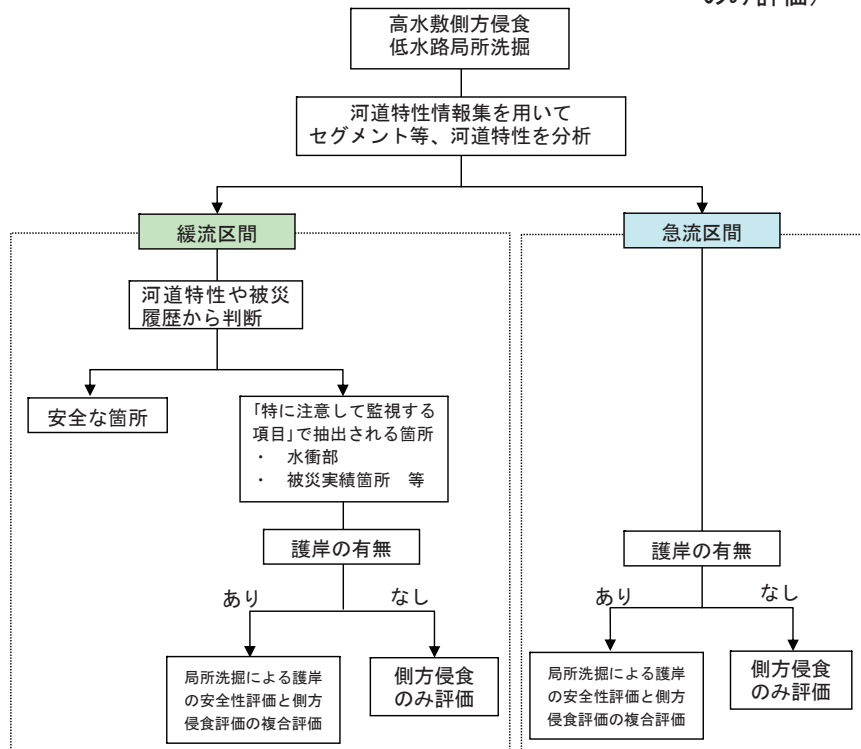 のみ評価）
高水敷側方侵食
低水路局所洗掘
河道特性情報集を用いて
セグメント等、河道特性を分析
緩流区間
急流区間
河道特性や被災
履歴から判断
安全な箇所
「特に注意して監視する
項目」で抽出される箇所
・ 水衝部
・ 被災実績箇所 等
護岸の有無
あり
なし
局所洗掘による護岸
の安全性評価と側方
侵食評価の複合評価
側方侵食
のみ評価
護岸の有無
あり
なし
局所洗掘による護岸
の安全性評価と側方
侵食評価の複合評価
側方侵食
のみ評価